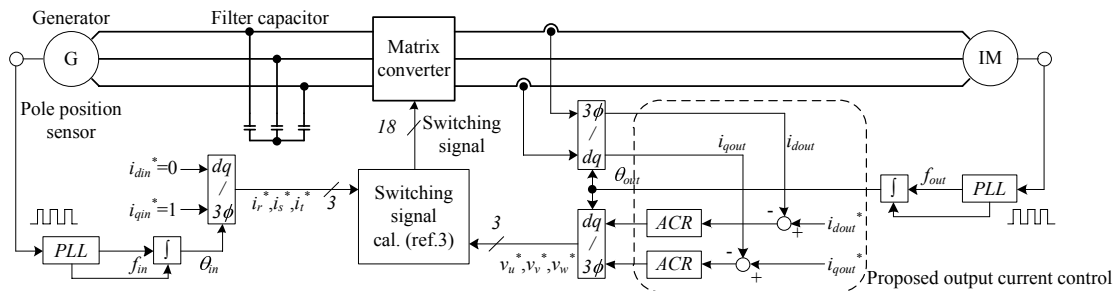 Generator
Filter capacitor
G
Matrix
converter
IM
Pole position
sensor
18
Switching
signal
3ϕ
/
dq
i_qout
i_dout
θ_out
i_din*=0
i_qin*=1
dq
/
3ϕ
i_r*,i_s*,i_t*
3
Switching
signal
cal. (ref.3)
3
v_u*,v_v*,v_w*
dq
/
3ϕ
ACR
ACR
-
+
-
+
i_dout*
i_qout*
∫
f_out
PLL
PLL
f_in
∫
θ_in
Proposed output current control